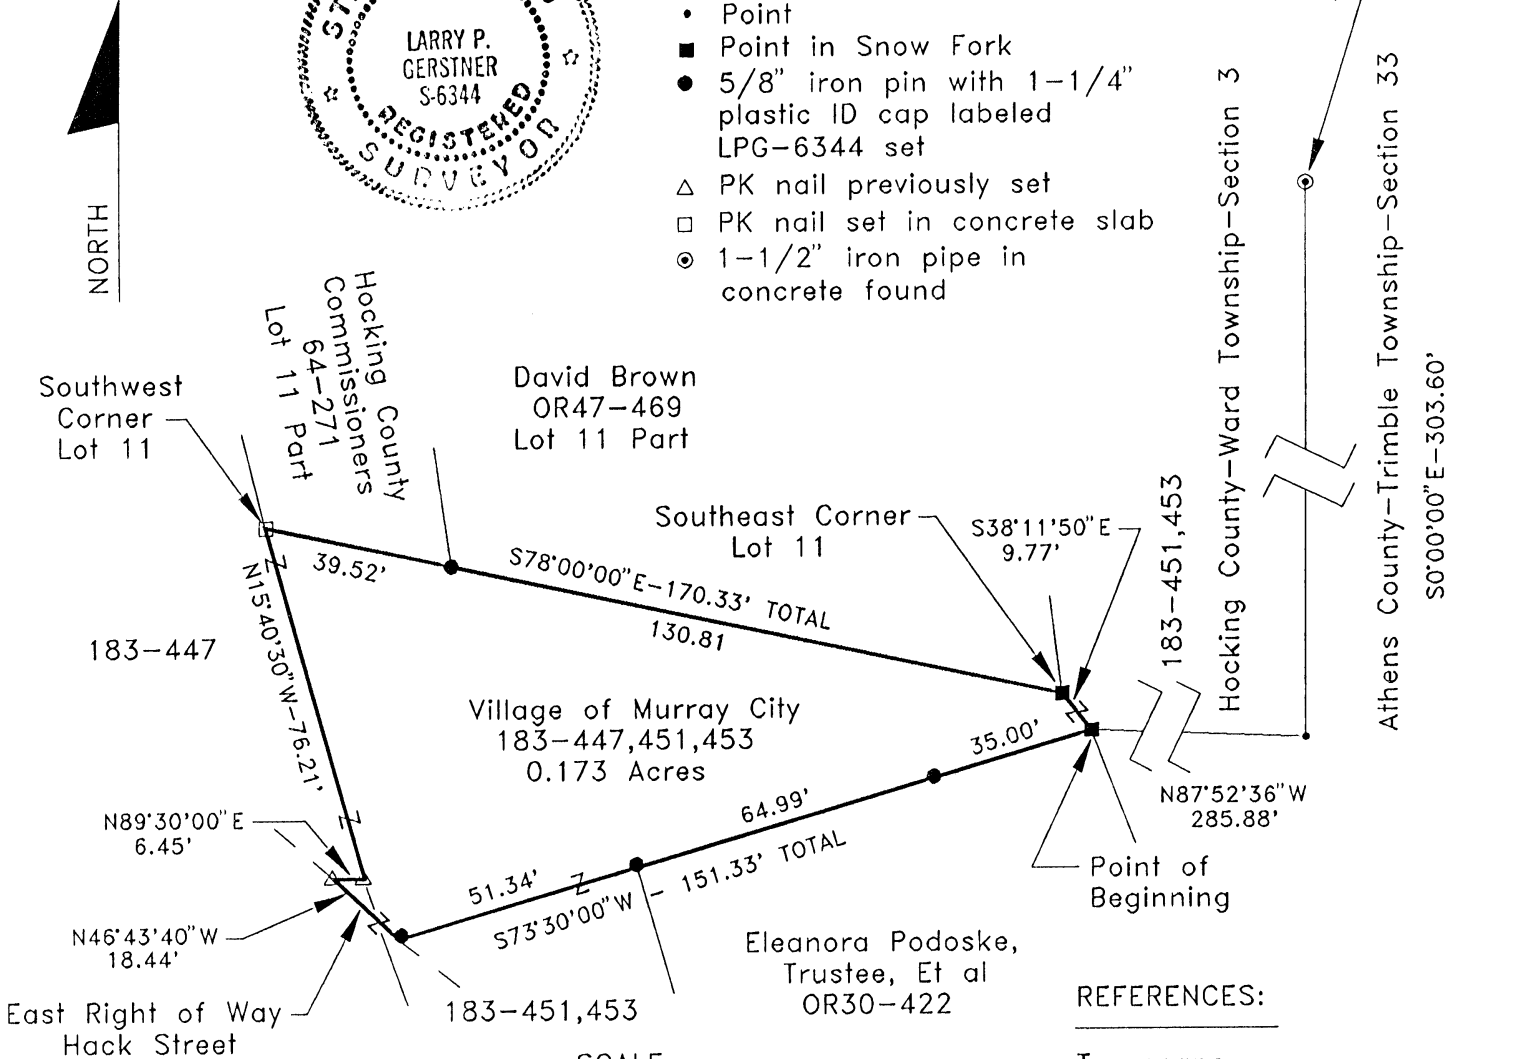 LARRY P.
GERSTNER
S-6344
REGISTERED
SURVEYOR
• Point
■ Point in Snow Fork
● 5/8" iron pin with 1-1/4"
plastic ID cap labeled
LPG-6344 set
△ PK nail previously set
□ PK nail set in concrete slab
◉ 1-1/2" iron pipe in
concrete found
NORTH
Hocking County
Commissioners
64-271
Lot 11 Part
Southwest
Corner
Lot 11
David Brown
OR47-469
Lot 11 Part
Southeast Corner
Lot 11
S38°11'50"E
9.77'
183-451,453
Hocking County-Ward Township-Section 3
Athens County-Trimble Township-Section 33
S0°00'00"E-303.60'
39.52'
S78°00'00"E-170.33' TOTAL
130.81
N15°40'30"W-76.21'
183-447
Village of Murray City
183-447,451,453
0.173 Acres
35.00'
64.99'
51.34'
S73°30'00"W - 151.33' TOTAL
N87°52'36"W
285.88'
Point of
Beginning
N89°30'00"E
6.45'
N46°43'40"W
18.44'
East Right of Way
Hack Street
183-451,453
Eleanora Podoske,
Trustee, Et al
OR30-422
REFERENCES:
SCALE